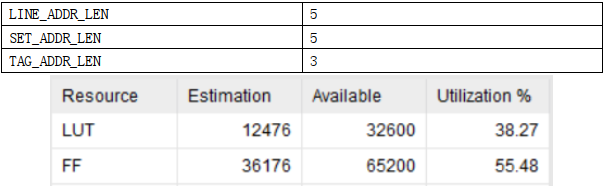 LINE_ADDR_LEN 5
SET_ADDR_LEN 5
TAG_ADDR_LEN 3
Resource Estimation Available Utilization %
LUT 12476 32600 38.27
FF 36176 65200 55.48